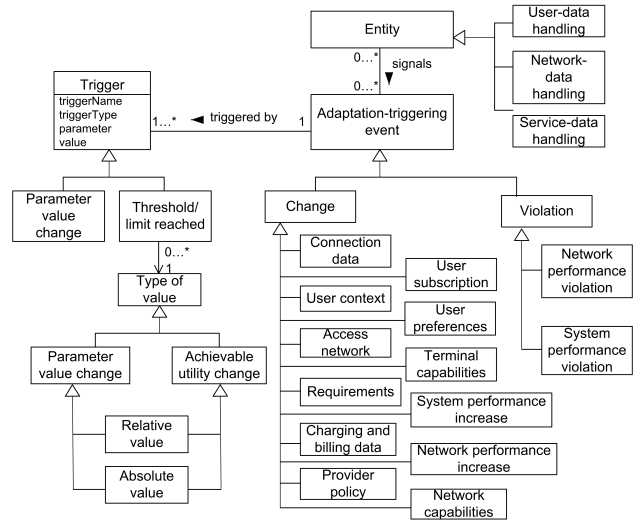 User-data
handling
Entity
0...*
signals
Network-
data
handling
0...*
Trigger
triggerName
triggerType
parameter
value
1...*
triggered by
1
Adaptation-triggering
event
Service-data
handling
Parameter
value
change
Threshold/
limit reached
Change
Violation
0...*
1
Type of
value
Connection
data
User
subscription
Network
performance
violation
User context
User
preferences
Access
network
Terminal
capabilities
System
performance
violation
Parameter
value change
Achievable
utility change
Requirements
System performance
increase
Relative
value
Charging and
billing data
Network performance
increase
Absolute
value
Provider
policy
Network
capabilities